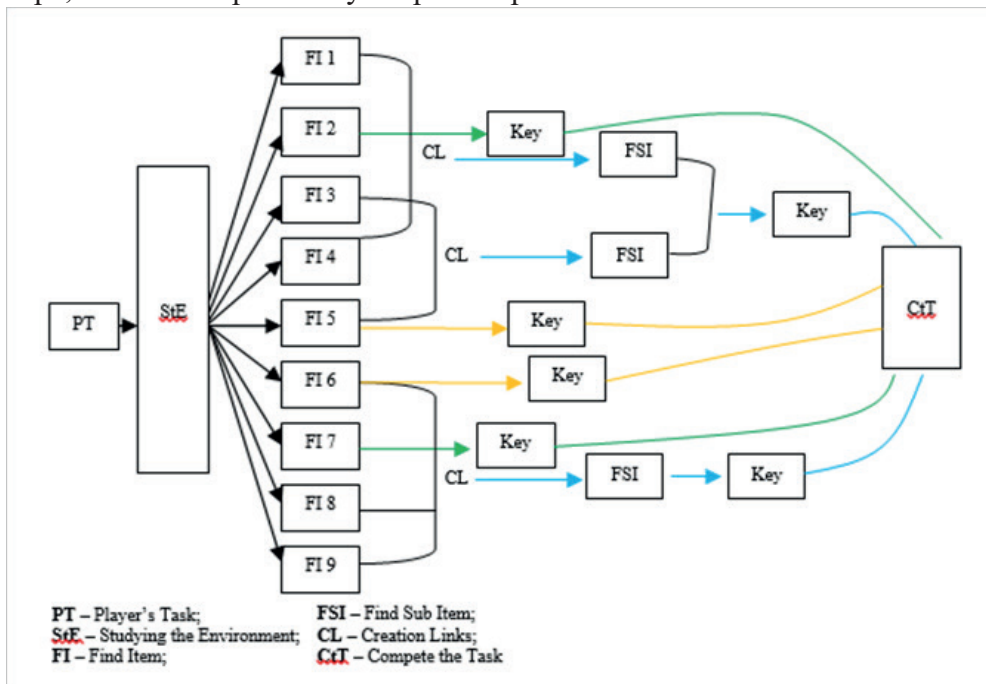 FI 1
FI 2
Key
CL
FSI
FI 3
Key
FI 4
CL
FSI
PT
StE
FI 5
Key
CtT
FI 6
Key
FI 7
Key
CL
FSI
Key
FI 8
FI 9
PT – Player's Task;
StE – Studying the Environment;
FI – Find Item;
FSI – Find Sub Item;
CL – Creation Links;
CtT – Compete the Task